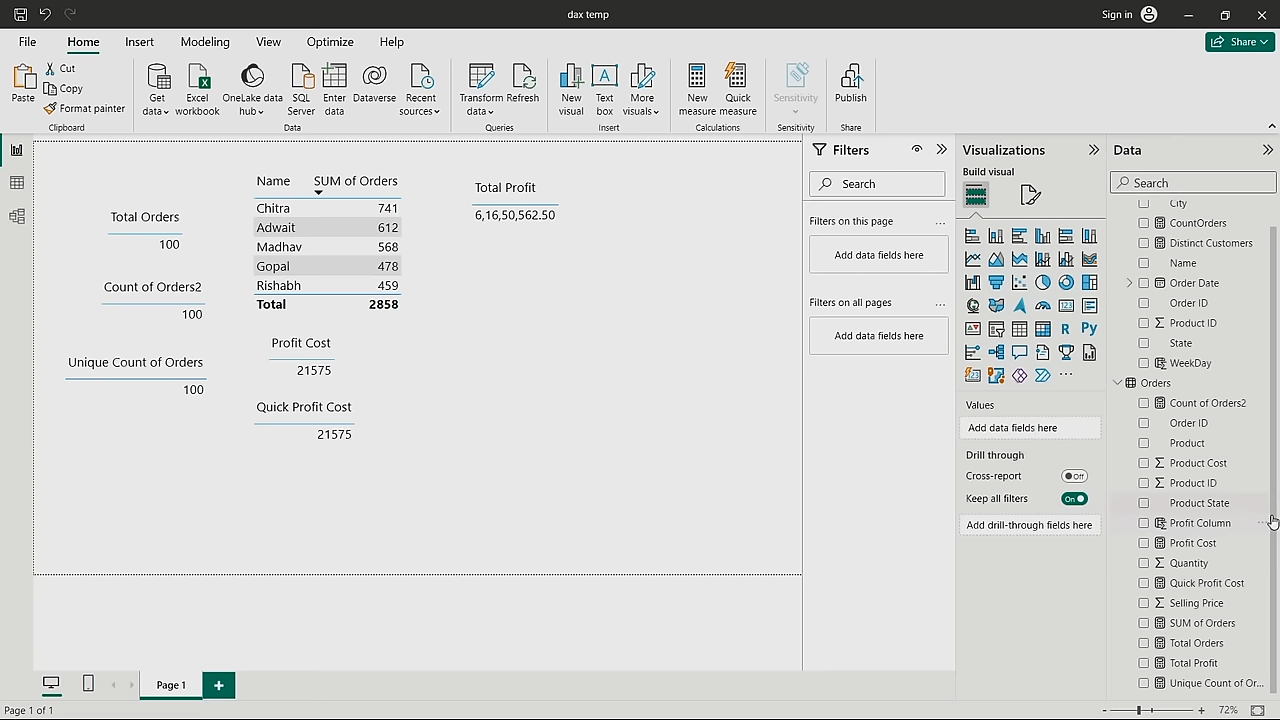 dax temp
Sign in
File Home Insert Modeling View Optimize Help
Share
Paste
Cut
Copy
Format painter
Clipboard
Get data
Excel workbook
OneLake data hub
SQL Server
Enter data
Dataverse
Recent sources
Data
Transform data
Refresh
Queries
New visual
Text box
More visuals
Insert
New measure
Quick measure
Calculations
Sensitivity
Sensitivity
Publish
Share
Total Orders
100
Count of Orders2
100
Unique Count of Orders
100
Name SUM of Orders
Chitra 741
Adwait 612
Madhav 568
Gopal 478
Rishabh 459
Total 2858
Profit Cost
21575
Quick Profit Cost
21575
Total Profit
6,16,50,562.50
Filters
Search
Filters on this page
Add data fields here
Filters on all pages
Add data fields here
Visualizations
Build visual
R
Py
Values
Add data fields here
Drill through
Cross-report Off
Keep all filters On
Add drill-through fields here
Data
Search
City
CountOrders
Distinct Customers
Name
Order Date
Order ID
Product ID
State
WeekDay
Orders
Count of Orders2
Order ID
Product
Product Cost
Product ID
Product State
Profit Column
Profit Cost
Quantity
Quick Profit Cost
Selling Price
SUM of Orders
Total Orders
Total Profit
Unique Count of Or...
Page 1
Page 1 of 1
72%